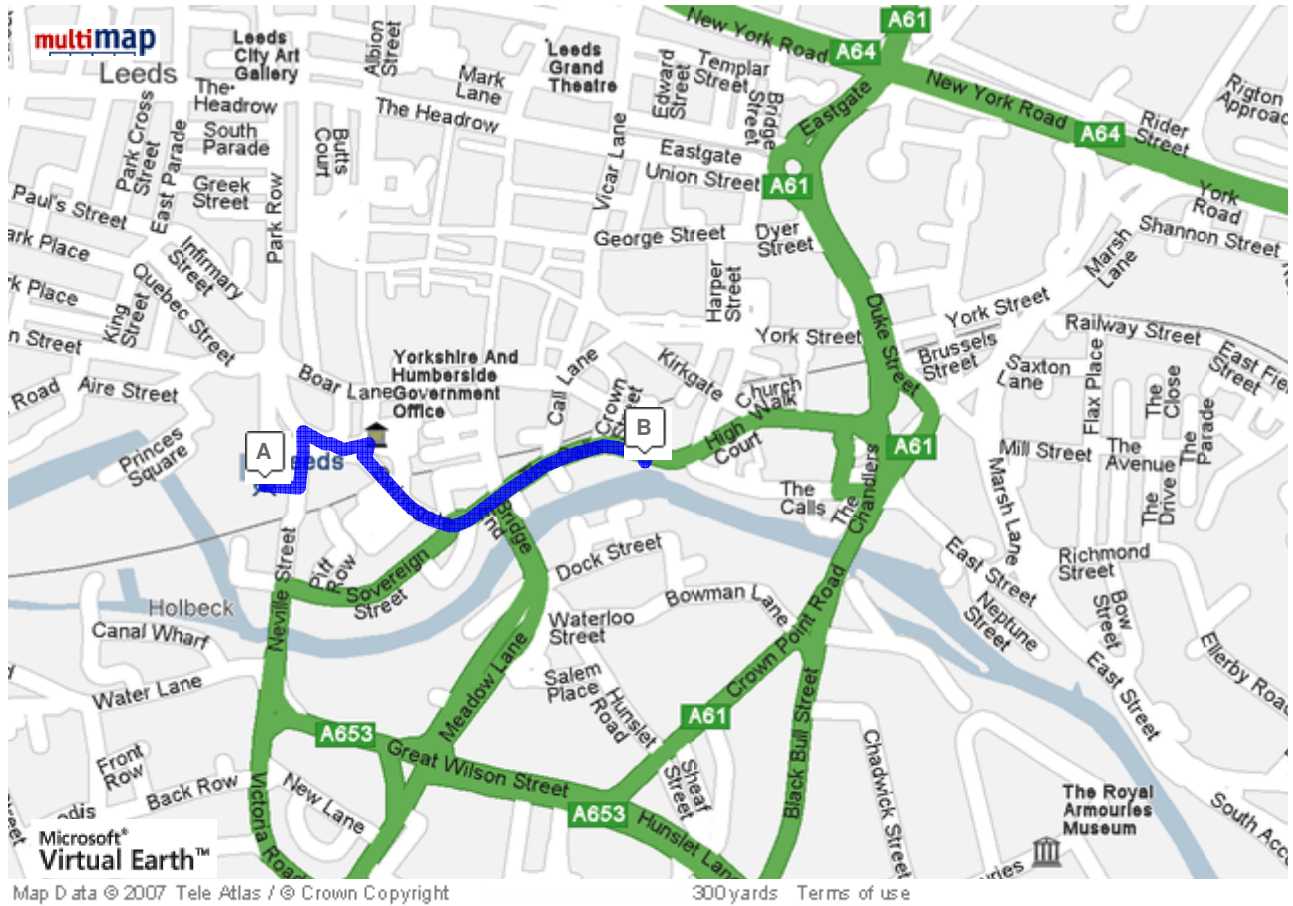 multimap
Leeds
Leeds
City Art
Gallery
Albion
Street
Mark
Lane
Leeds
Grand
Theatre
Edward
Street
Templar
Street
Bridge
Street
New York Road
A64
A61
Eastgate
New York Road
A64
Rider
Street
Rigton
The
Headrow
The Headrow
South
Parade
Butts
Court
Park Cross
Street
East Parade
Greek
Street
Park Row
Vicar Lane
Eastgate
Union Street
A61
York
Road
Paul's Street
Infirmary
Street
Quebec Street
George Street
Dyer
Street
Harper
Street
Shannon Street
Marsh
Lane
King
Street
Place
Place
Street
Road
Aire Street
Boar Lane
Yorkshire And
Humberside
Government
Office
Call Lane
Crown
Street
Kirkgate
York Street
York Street
Duke Street
Brussels
Street
Railway Street
East
Street
Saxton
Lane
Flax Place
The
Close
The
Parade
Church
Walk
High
Court
Princes
Square
A
B
A61
Mill Street
The
Avenue
The
Drive
Marsh Lane
The
Calls
The
Chandlers
Bridge
Dock Street
East Street
Richmond
Street
Bow
Street
Neptune
Street
Pitt
Row
Sovereign
Street
Neville Street
Holbeck
Canal Wharf
Bowman Lane
Waterloo
Street
Crown Point Road
Ellerby Road
East Street
Water Lane
Meadow Lane
Salem
Place
Hunslet
Road
A61
A653
Great Wilson Street
Black Bull Street
Front
Row
Back Row
New Lane
Victoria Road
Sheaf
Street
A653
Hunslet Lane
Chadwick Street
The Royal
Armouries
Museum
South
Microsoft®
Virtual Earth™
Map Data © 2007 Tele Atlas / © Crown Copyright
300 yards
Terms of use